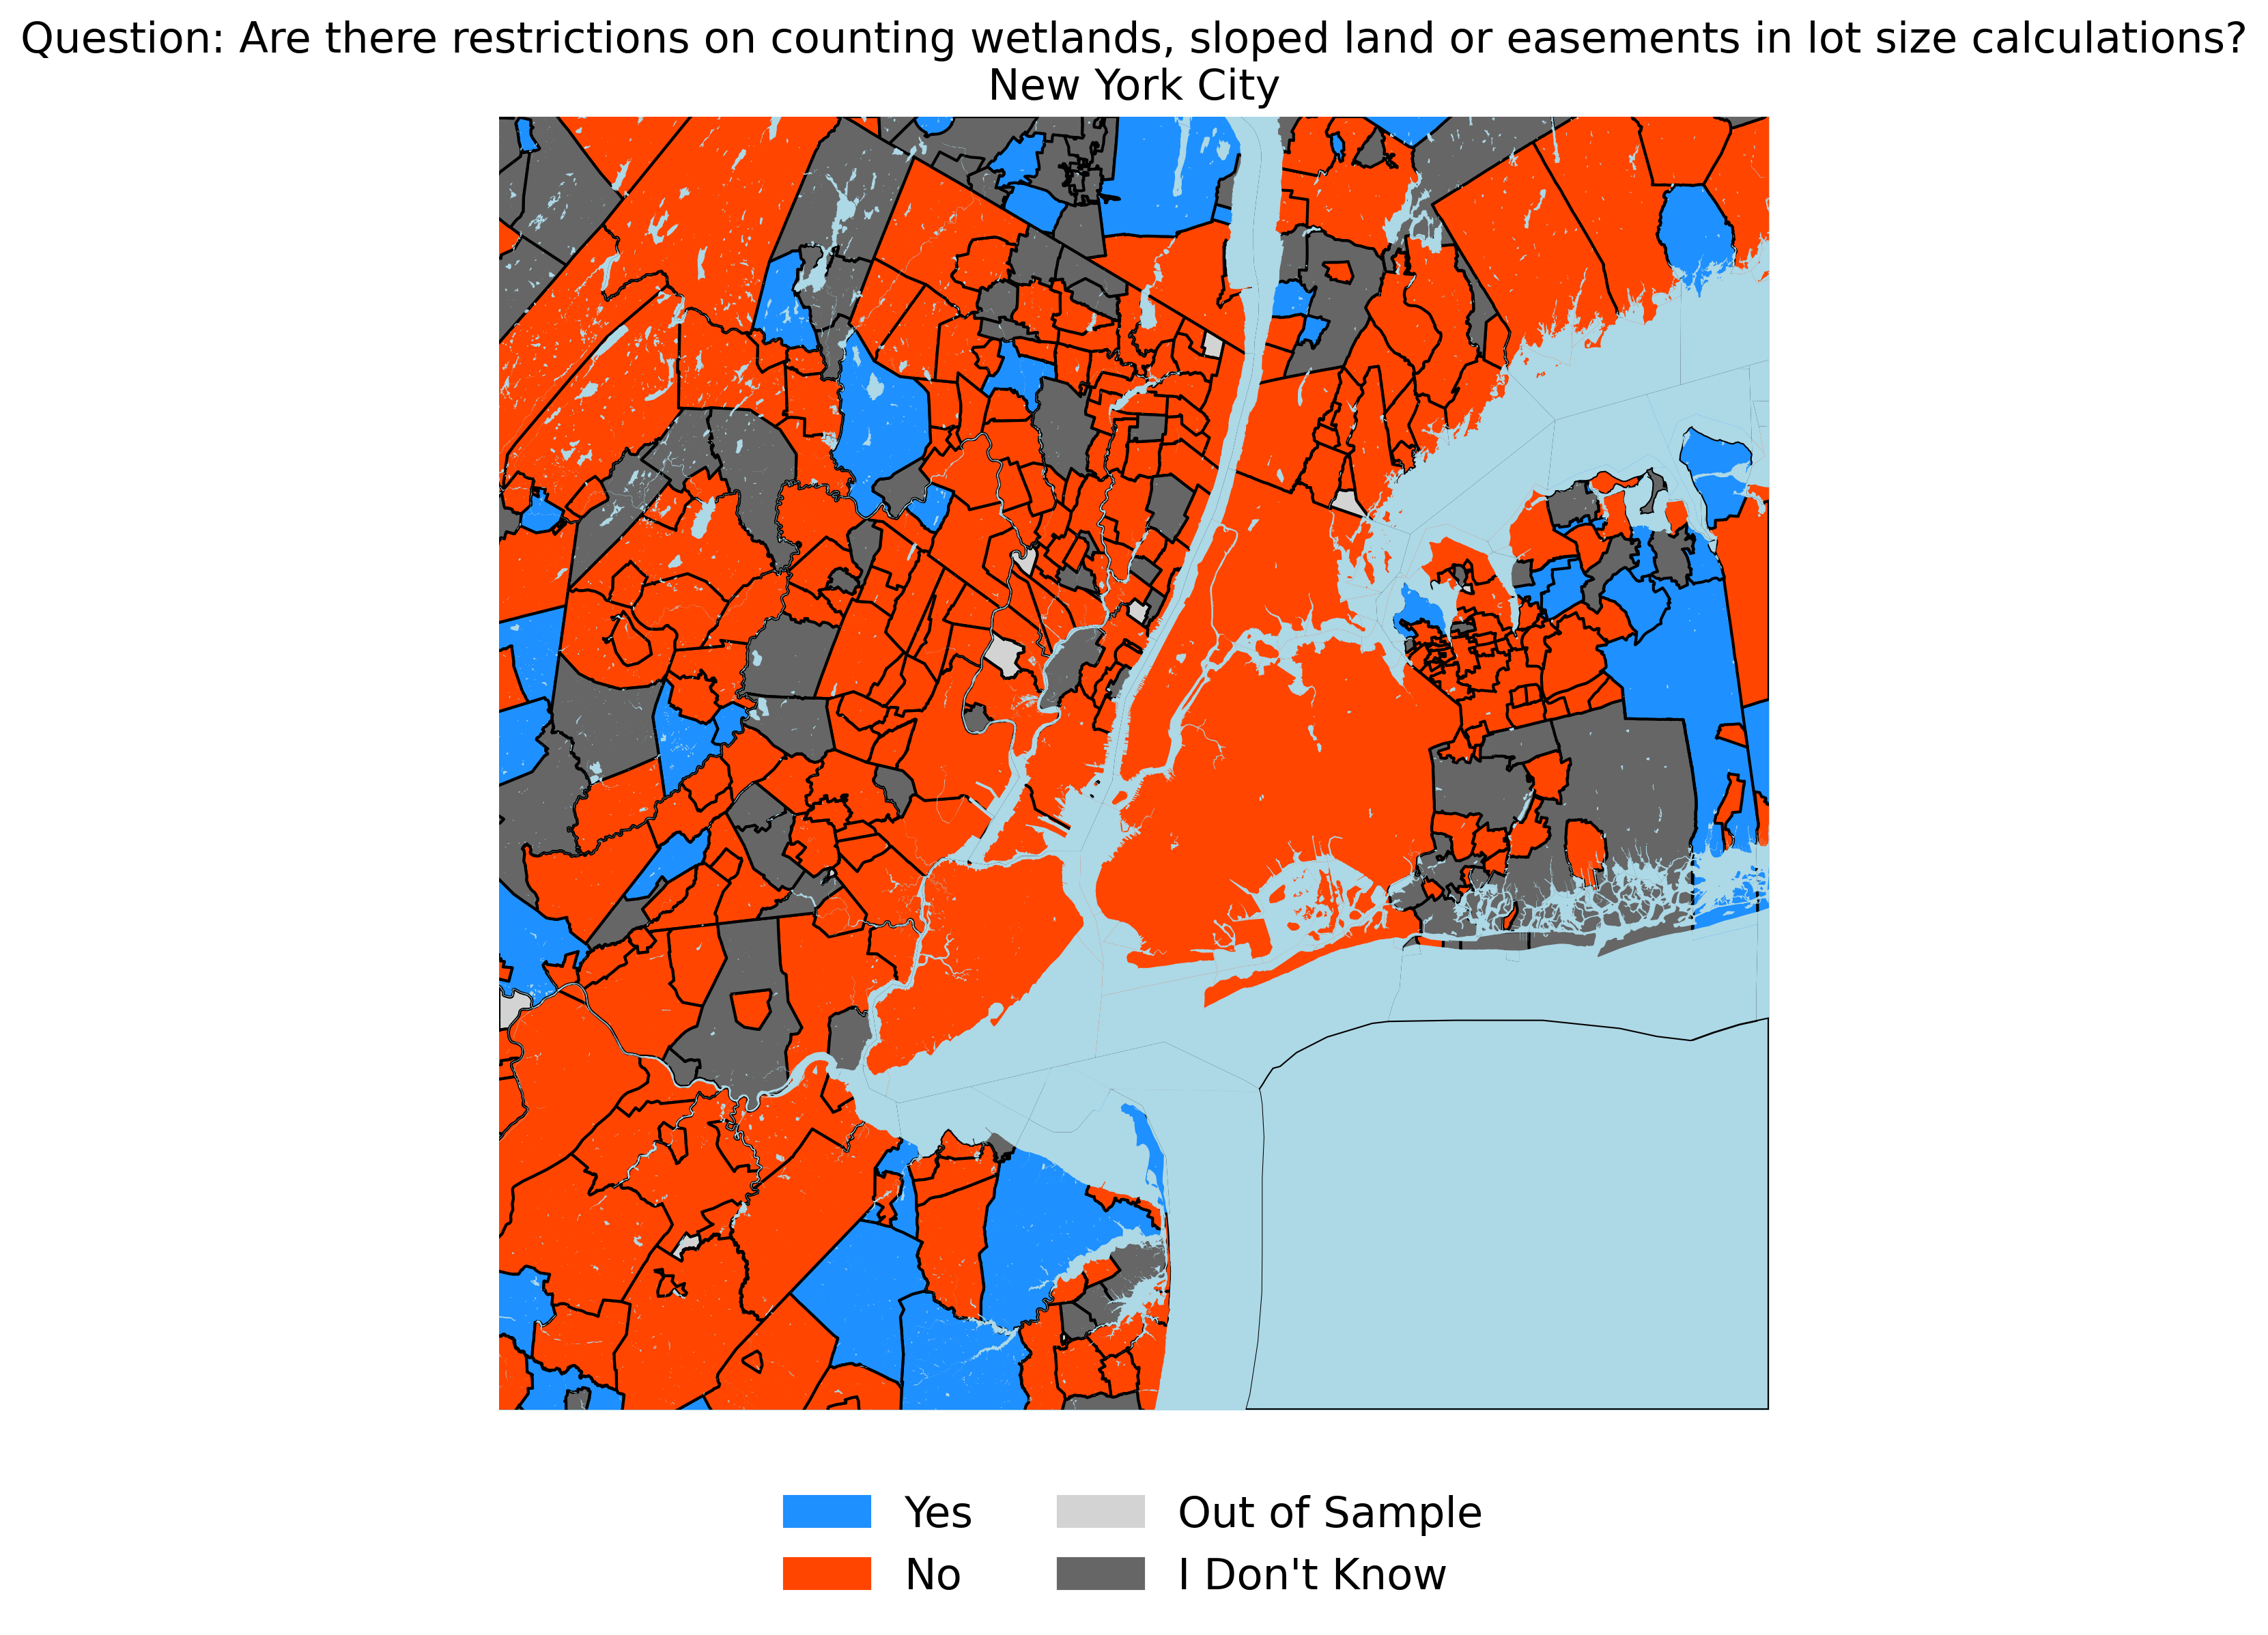 Question: Are there restrictions on counting wetlands, sloped land or easements in lot size calculations?
New York City
Yes
No
Out of Sample
I Don't Know